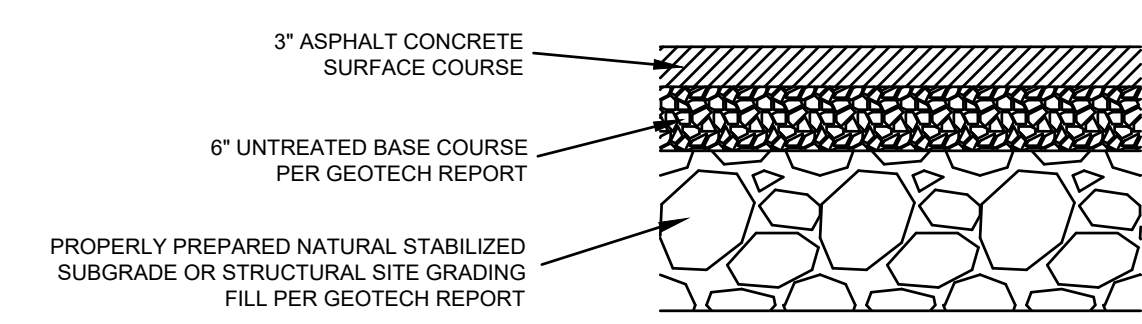 3" ASPHALT CONCRETE
SURFACE COURSE
6" UNTREATED BASE COURSE
PER GEOTECH REPORT
PROPERLY PREPARED NATURAL STABILIZED
SUBGRADE OR STRUCTURAL SITE GRADING
FILL PER GEOTECH REPORT